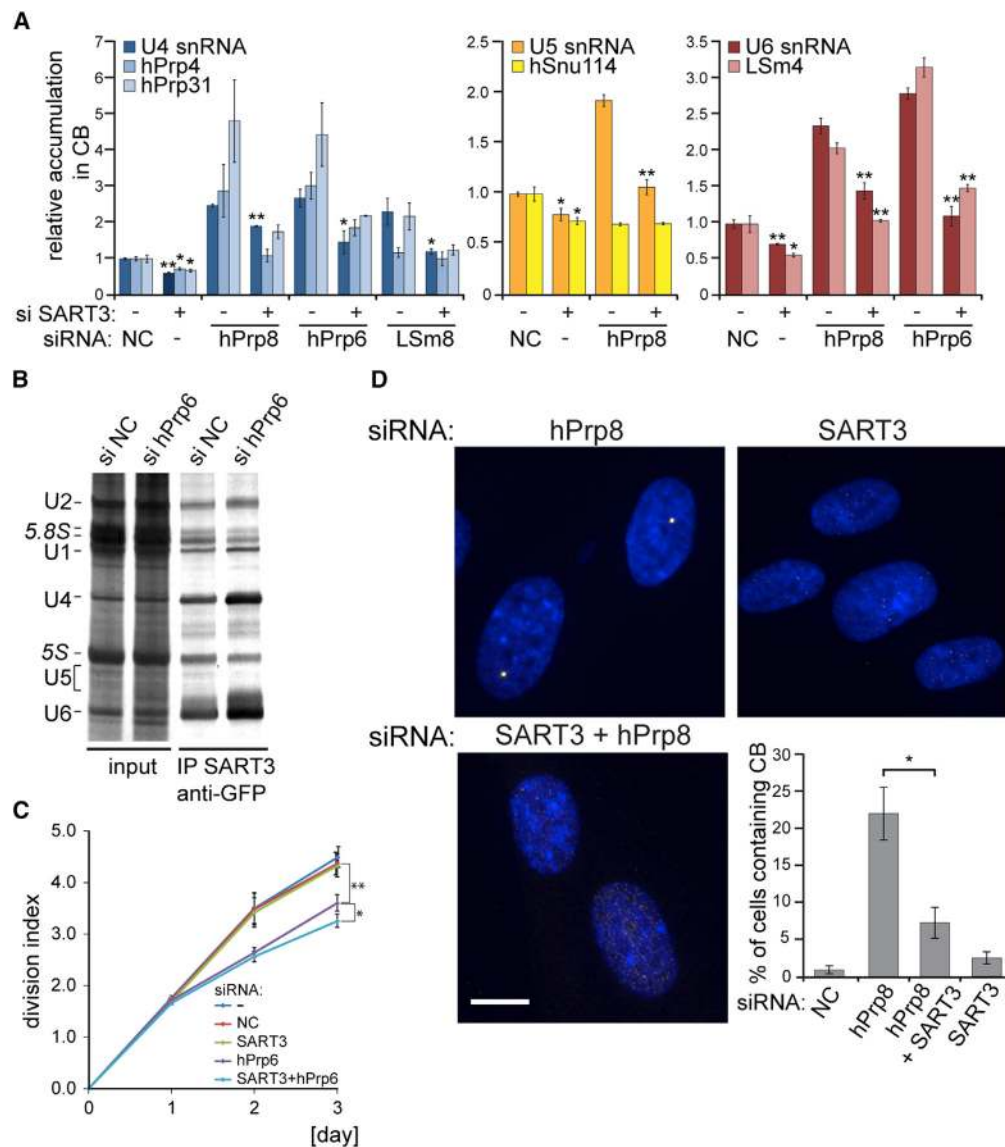 A
U4 snRNA
hPrp4
hPrp31
relative accumulation
in CB
7
6
5
4
3
2
1
0
U5 snRNA
hSnu114
2.5
2.0
1.5
1.0
0.5
0
U6 snRNA
LSm4
3.5
3.0
2.5
2.0
1.5
1.0
0.5
0
** * *
**
*
*
* *
**
** *
** **
** **
si SART3: - + - + - + - +
siRNA: NC - hPrp8 hPrp6 LSm8
- + - +
NC - hPrp8
- + - + - +
NC - hPrp8 hPrp6
B
si NC
si hPrp6
si NC
si hPrp6
U2
5.8S
U1
U4
5S
U5
U6
input
IP SART3
anti-GFP
C
division index
5.0
4.0
3.0
2.0
1.0
0.0
0 1 2 3
[day]
siRNA:
-
NC
SART3
hPrp6
SART3+hPrp6
**
*
D
siRNA: hPrp8 SART3
siRNA: SART3 + hPrp8
% of cells containing CB
30
25
20
15
10
5
0
*
siRNA:
NC
hPrp8
hPrp8
+ SART3
SART3